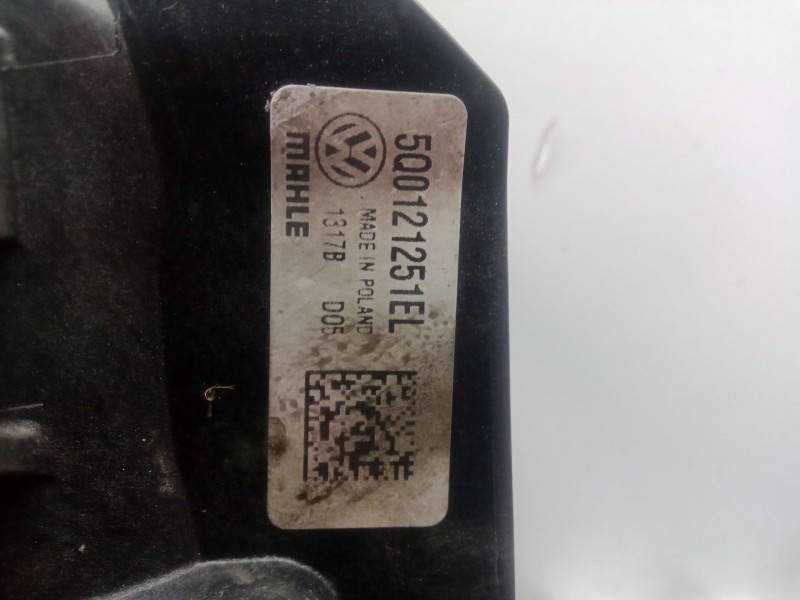 5Q0121251EL
MADE IN POLAND
1317B D05
MAHLE